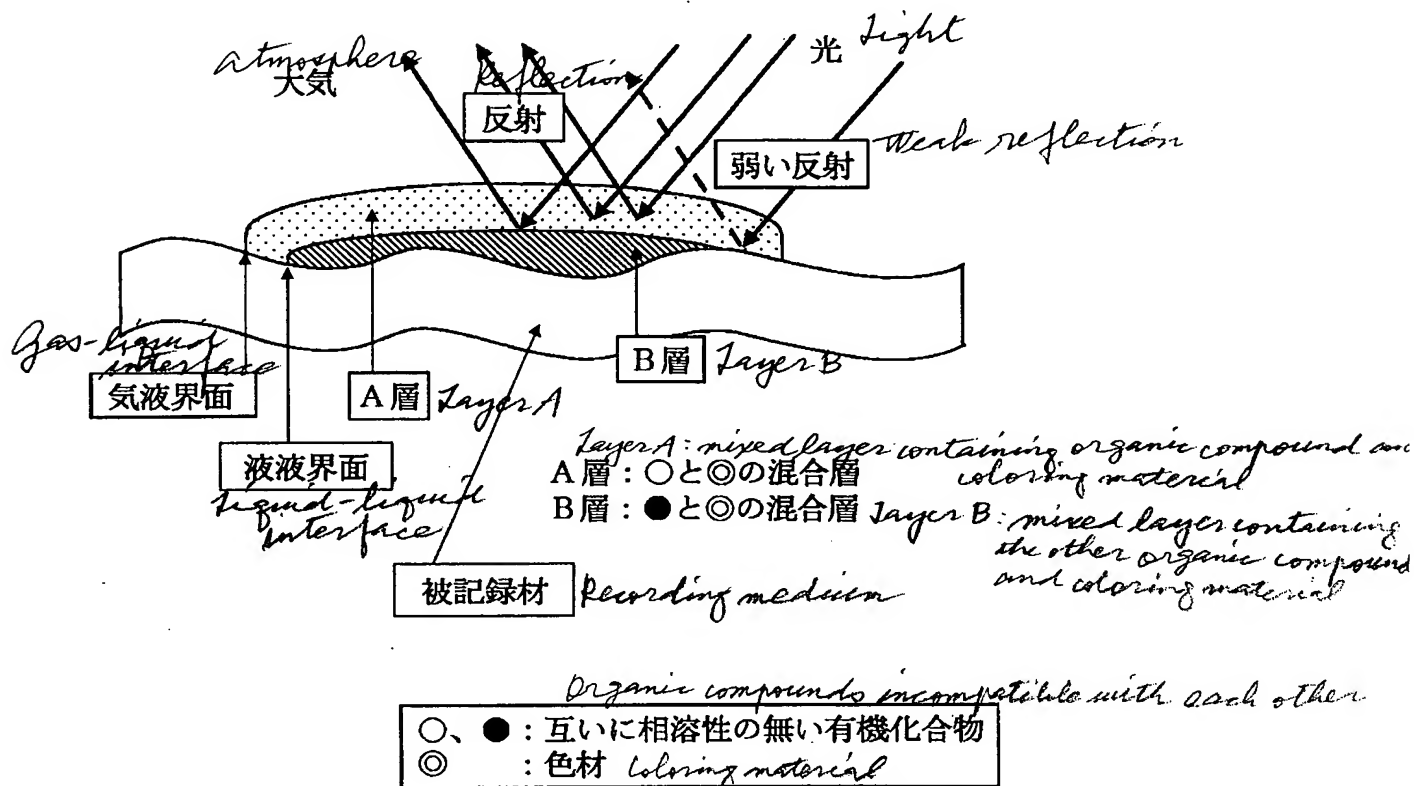 Atmosphere
大気
Reflection
反射
光 Light
弱い反射 Weak reflection
Gas-liquid
interface
気液界面
A層 Layer A
B層 Layer B
液液界面
Liquid-liquid
interface
Layer A: mixed layer containing organic compound and
coloring material
A層：○と◎の混合層
B層：●と◎の混合層 Layer B: mixed layer containing
the other organic compound
and coloring material
被記録材 Recording medium
Organic compounds incompatible with each other
○、●：互いに相溶性の無い有機化合物
◎：色材 Coloring material